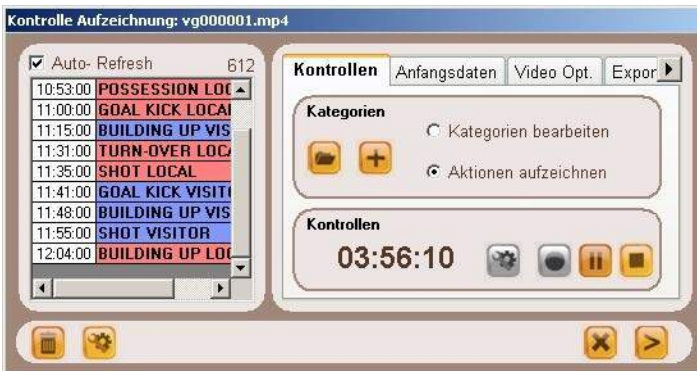 Kontrolle Aufzeichnung: vg000001.mp4
Auto- Refresh 612
10:53:00 POSSESSION LOC
11:00:00 GOAL KICK LOCAL
11:15:00 BUILDING UP VIS
11:31:00 TURN-OVER LOCA
11:35:00 SHOT LOCAL
11:41:00 GOAL KICK VISIT
11:48:00 BUILDING UP VIS
11:55:00 SHOT VISITOR
12:04:00 BUILDING UP LO
Kontrollen Anfangsdaten Video Opt. Expor
Kategorien
Kategorien bearbeiten
Aktionen aufzeichnen
Kontrollen
03:56:10